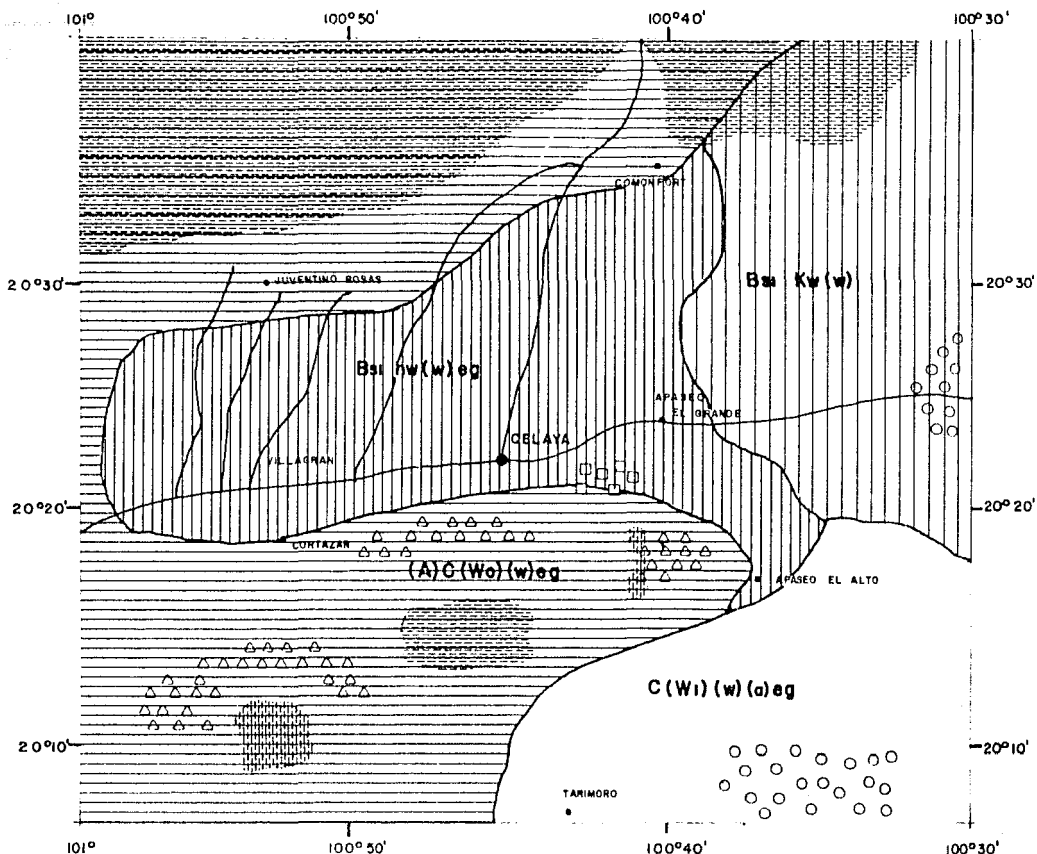 101° 100°50' 100°40' 100°30'
COMONFORT
20°30' JUVENTINO ROSAS BS1 Kw(w) 20°30'
BS1 hw(w)eg
APASEO
EL GRANDE
CELAYA
VILLAGRAN
20°20' 20°20'
CORTAZAR
(A)C(Wo)(w)eg APASEO EL ALTO
C(W1)(w)(a)eg
20°10' 20°10'
TARIMORO
101° 100°50' 100°40' 100°30'